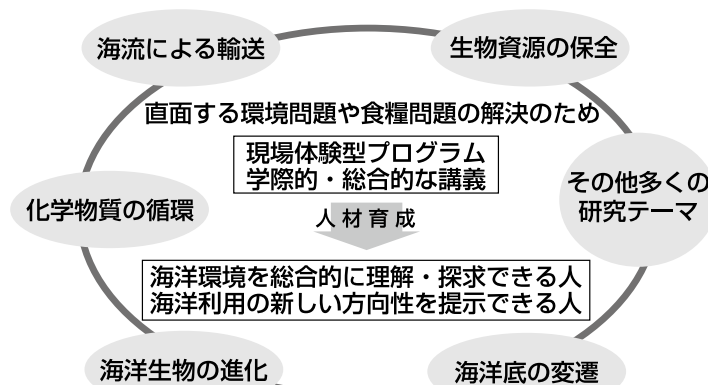 海流による輸送
生物資源の保全
直面する環境問題や食糧問題の解決のため
現場体験型プログラム
学際的・総合的な講義
その他多くの
研究テーマ
化学物質の循環
人材育成
海洋環境を総合的に理解・探求できる人
海洋利用の新しい方向性を提示できる人
海洋生物の進化
海洋底の変遷